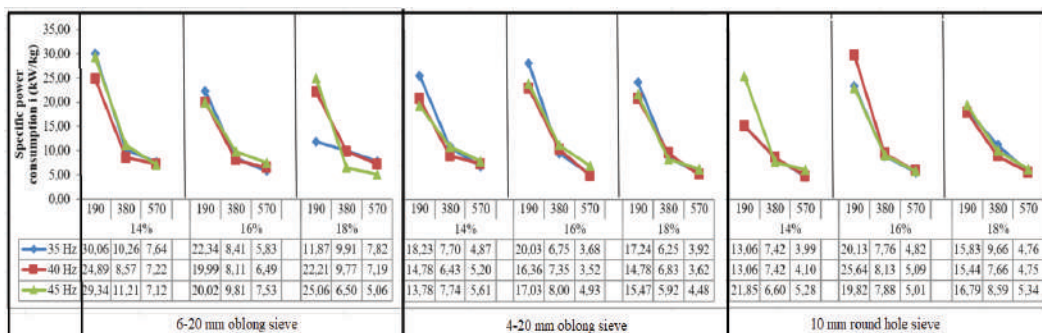 Specific power
consumption i (kW/kg)
35,00
30,00
25,00
20,00
15,00
10,00
5,00
0,00
190 380 570 190 380 570 190 380 570 190 380 570 190 380 570 190 380 570 190 380 570 190 380 570 190 380 570
14% 16% 18% 14% 16% 18% 14% 16% 18%
35 Hz 30,06 10,26 7,64 22,34 8,41 5,83 11,87 9,91 7,82 18,23 7,70 4,87 20,03 6,75 3,68 17,24 6,25 3,92 13,06 7,42 3,99 20,13 7,76 4,82 15,83 9,66 4,76
40 Hz 24,89 8,57 7,22 19,99 8,11 6,49 22,21 9,77 7,19 14,78 6,43 5,20 16,36 7,35 3,52 14,78 6,83 3,62 13,06 7,42 4,10 25,64 8,13 5,09 15,44 7,66 4,75
45 Hz 29,34 11,21 7,12 20,02 9,81 7,53 25,06 6,50 5,06 13,78 7,74 5,61 17,03 8,00 4,93 15,47 5,92 4,48 21,85 6,60 5,28 19,82 7,88 5,01 16,79 8,59 5,34
6-20 mm oblong sieve 4-20 mm oblong sieve 10 mm round hole sieve